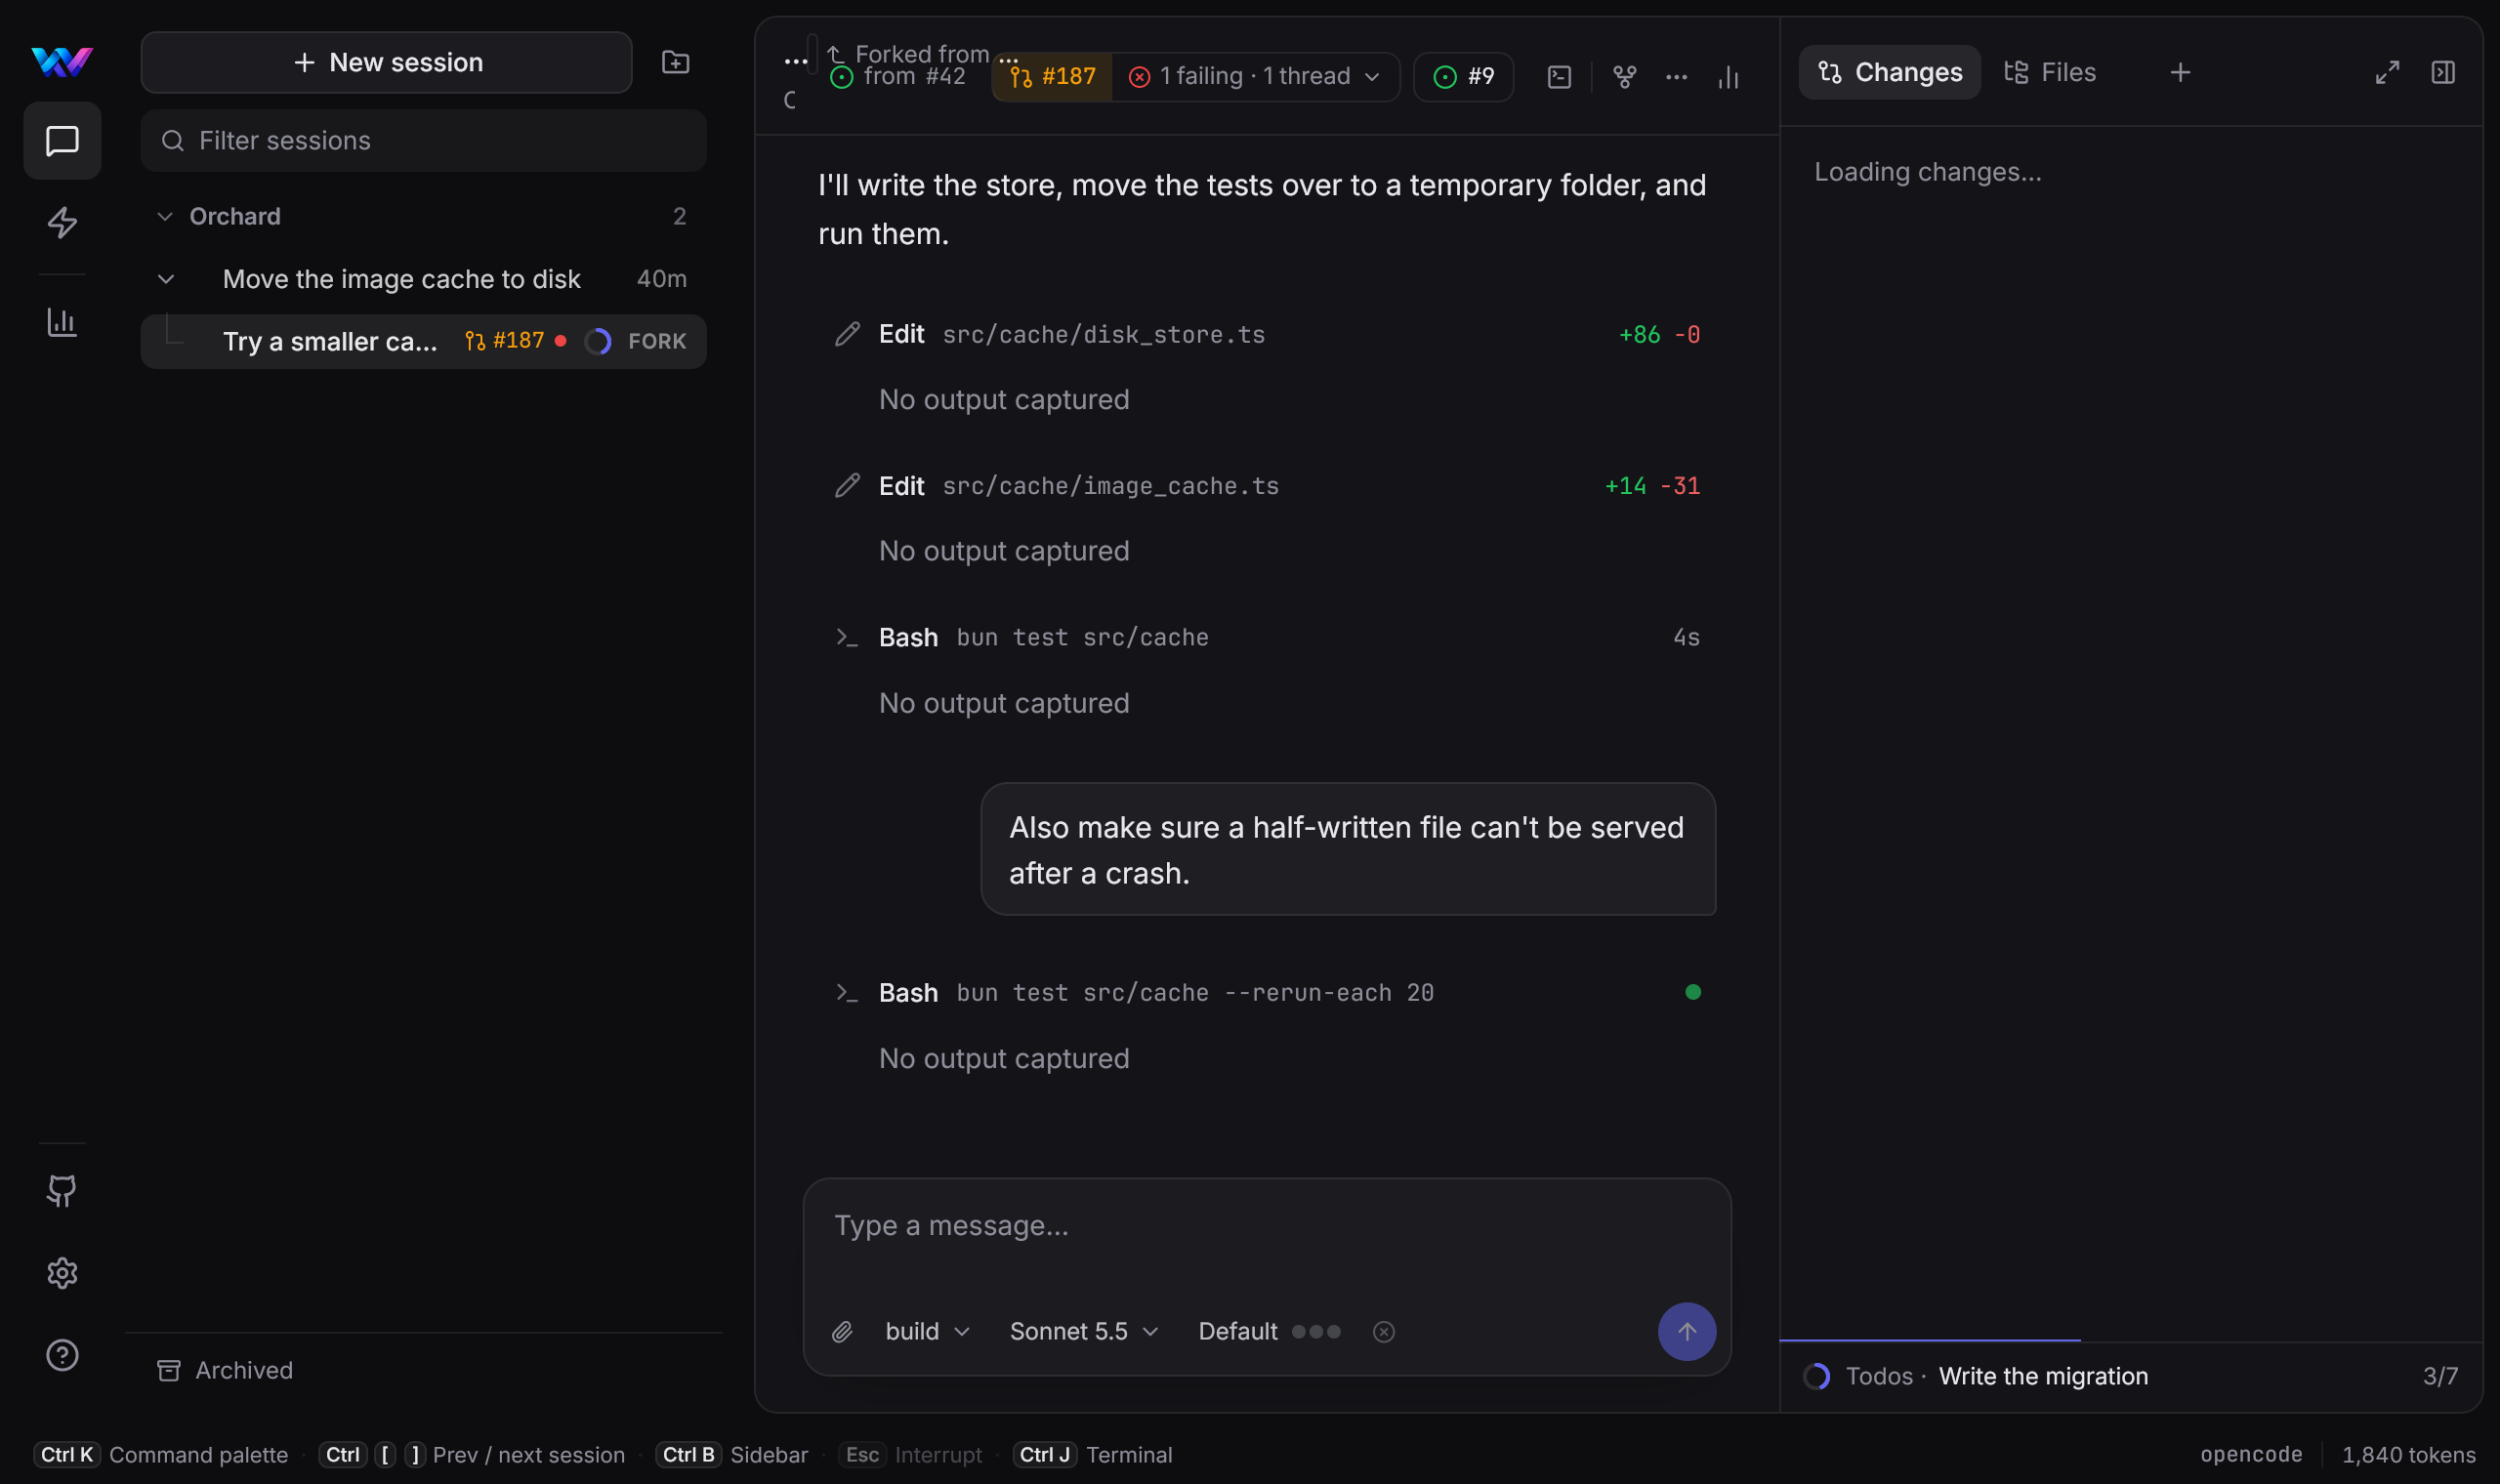 New session
Filter sessions
Orchard 2
Move the image cache to disk 40m
Try a smaller ca... #187 FORK
Archived
... Forked from ...
from #42 #187 1 failing · 1 thread #9
I'll write the store, move the tests over to a temporary folder, and
run them.
Edit src/cache/disk_store.ts +86 -0
No output captured
Edit src/cache/image_cache.ts +14 -31
No output captured
Bash bun test src/cache 4s
No output captured
Also make sure a half-written file can't be served
after a crash.
Bash bun test src/cache --rerun-each 20
No output captured
Type a message...
build Sonnet 5.5 Default
Changes Files
Loading changes...
Todos · Write the migration 3/7
Ctrl K Command palette · Ctrl [ ] Prev / next session · Ctrl B Sidebar · Esc Interrupt · Ctrl J Terminal
opencode 1,840 tokens